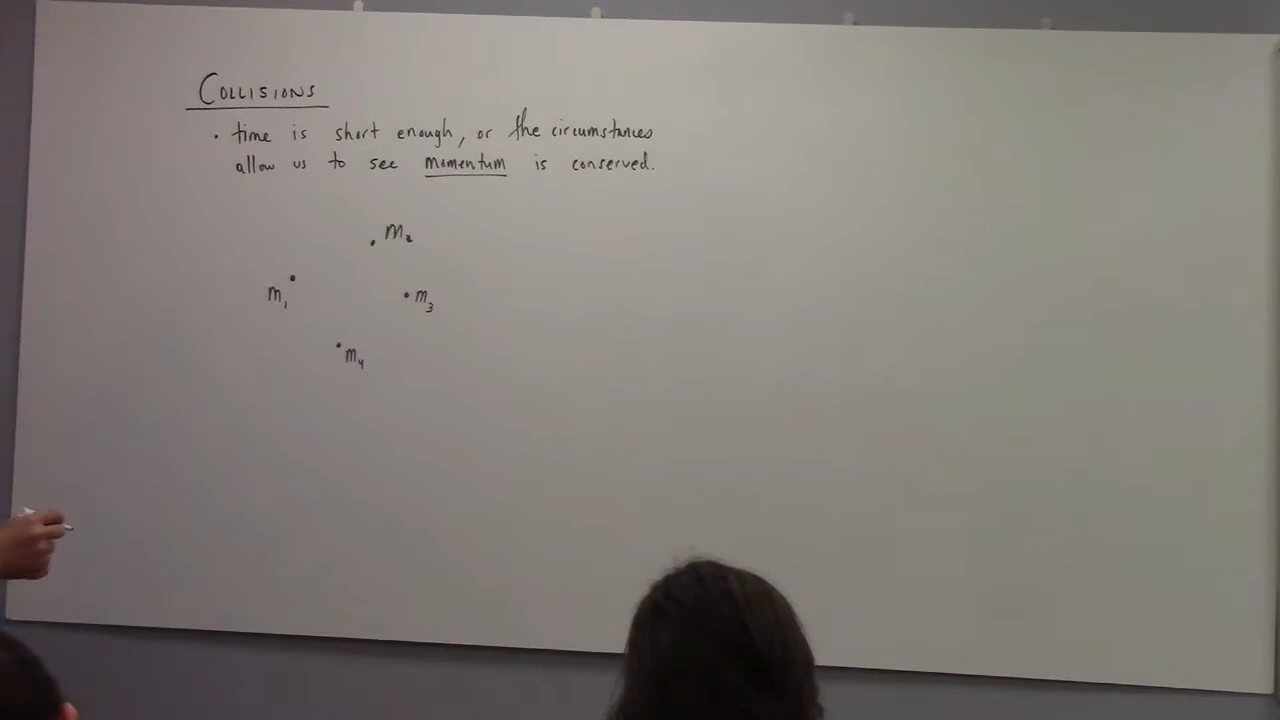 COLLISIONS
• time is short enough, or the circumstances
allow us to see momentum is conserved.
• m₂
m₁ •
• m₃
• m₄